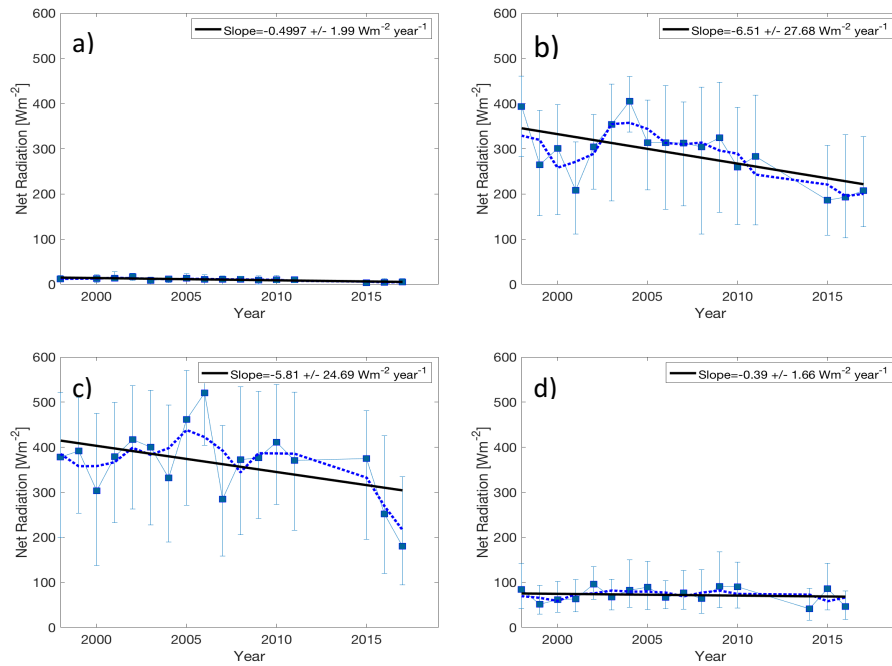 a)
Slope=-0.4997 +/- 1.99 Wm⁻² year⁻¹
Net Radiation [Wm⁻²]
600
500
400
300
200
100
0
2000 2005 2010 2015
Year
b)
Slope=-6.51 +/- 27.68 Wm⁻² year⁻¹
Net Radiation [Wm⁻²]
600
500
400
300
200
100
0
2000 2005 2010 2015
Year
c)
Slope=-5.81 +/- 24.69 Wm⁻² year⁻¹
Net Radiation [Wm⁻²]
600
500
400
300
200
100
0
2000 2005 2010 2015
Year
d)
Slope=-0.39 +/- 1.66 Wm⁻² year⁻¹
Net Radiation [Wm⁻²]
600
500
400
300
200
100
0
2000 2005 2010 2015
Year